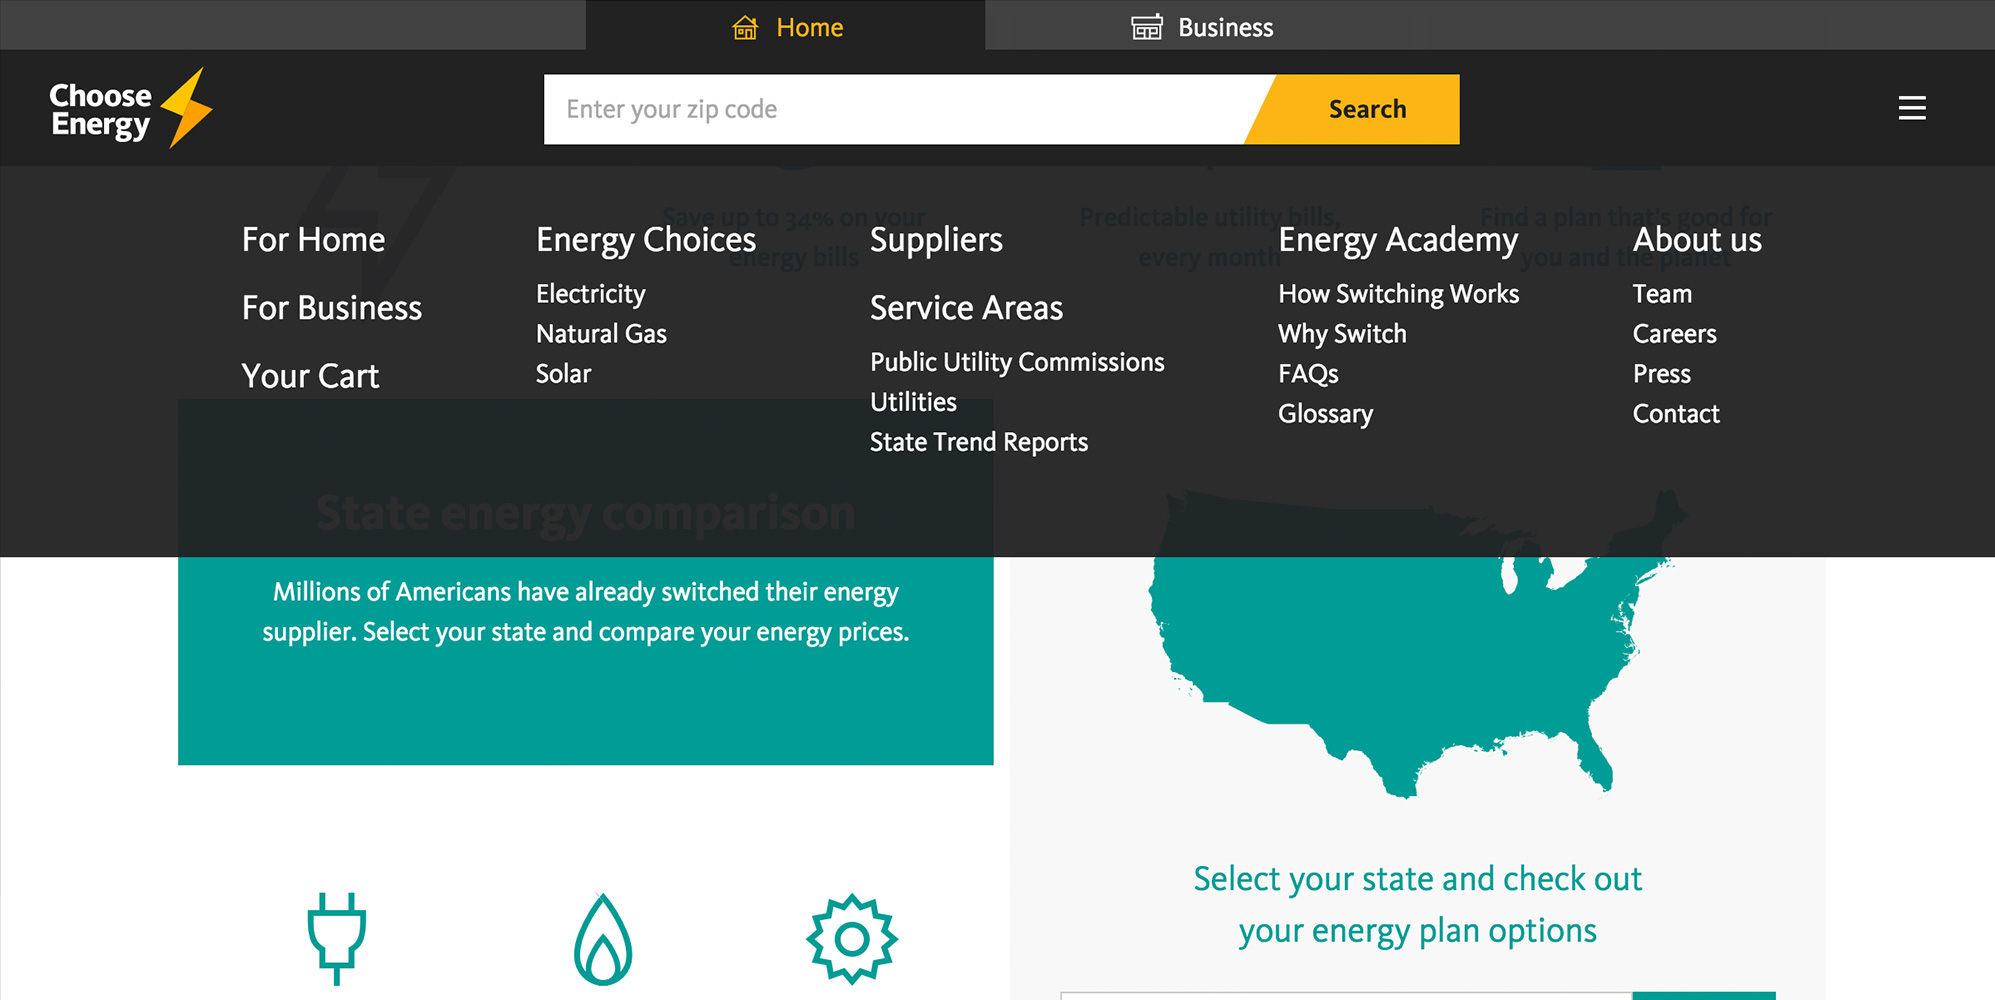 Home
Business
Choose
Energy
Enter your zip code
Search
Save up to 34% on your
energy bills
Predictable utility bills,
every month
Find a plan that's good for
you and the planet
For Home
For Business
Your Cart
Energy Choices
Electricity
Natural Gas
Solar
Suppliers
Service Areas
Public Utility Commissions
Utilities
State Trend Reports
Energy Academy
How Switching Works
Why Switch
FAQs
Glossary
About us
Team
Careers
Press
Contact
State energy comparison
Millions of Americans have already switched their energy
supplier. Select your state and compare your energy prices.
Select your state and check out
your energy plan options